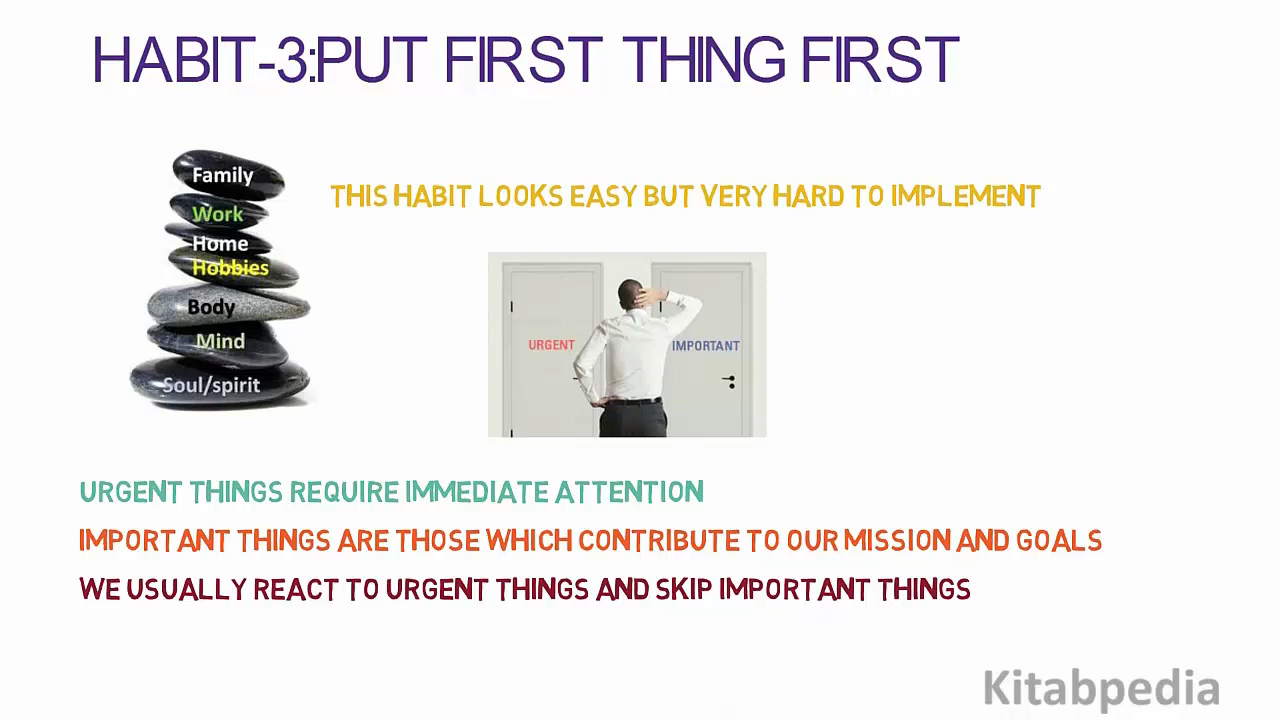 HABIT-3:PUT FIRST THING FIRST
Family
Work
Home
Hobbies
Body
Mind
Soul/spirit
THIS HABIT LOOKS EASY BUT VERY HARD TO IMPLEMENT
URGENT
IMPORTANT
URGENT THINGS REQUIRE IMMEDIATE ATTENTION
IMPORTANT THINGS ARE THOSE WHICH CONTRIBUTE TO OUR MISSION AND GOALS
WE USUALLY REACT TO URGENT THINGS AND SKIP IMPORTANT THINGS
Kitabpedia